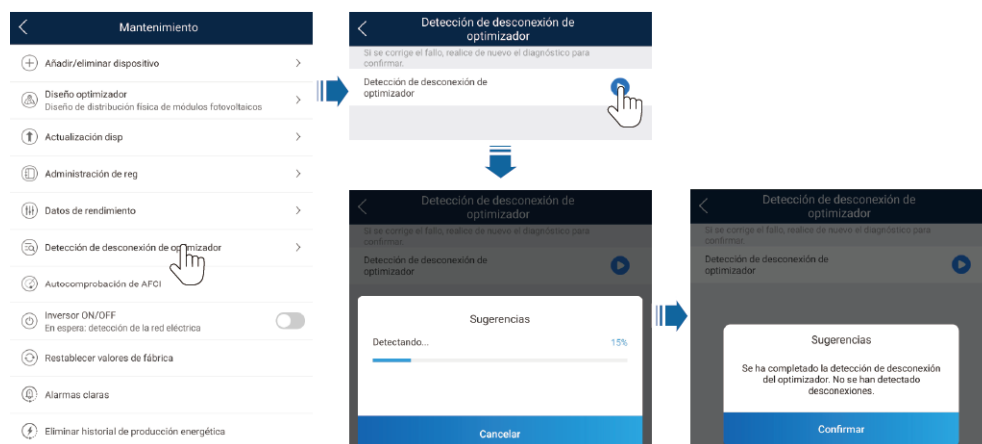 Mantenimiento
Añadir/eliminar dispositivo
Diseño optimizador
Diseño de distribución física de módulos fotovoltaicos
Actualización disp
Administración de reg
Datos de rendimiento
Detección de desconexión de optimizador
Autocomprobación de AFCI
Inversor ON/OFF
En espera: detección de la red eléctrica
Restablecer valores de fábrica
Alarmas claras
Eliminar historial de producción energética
Detección de desconexión de
optimizador
Si se corrige el fallo, realice de nuevo el diagnóstico para
confirmar.
Detección de desconexión de
optimizador
Detección de desconexión de
optimizador
Si se corrige el fallo, realice de nuevo el diagnóstico para
confirmar.
Detección de desconexión de
optimizador
Sugerencias
Detectando... 15%
Cancelar
Detección de desconexión de
optimizador
Si se corrige el fallo, realice de nuevo el diagnóstico para
confirmar.
Detección de desconexión de
optimizador
Sugerencias
Se ha completado la detección de desconexión
del optimizador. No se han detectado
desconexiones.
Confirmar